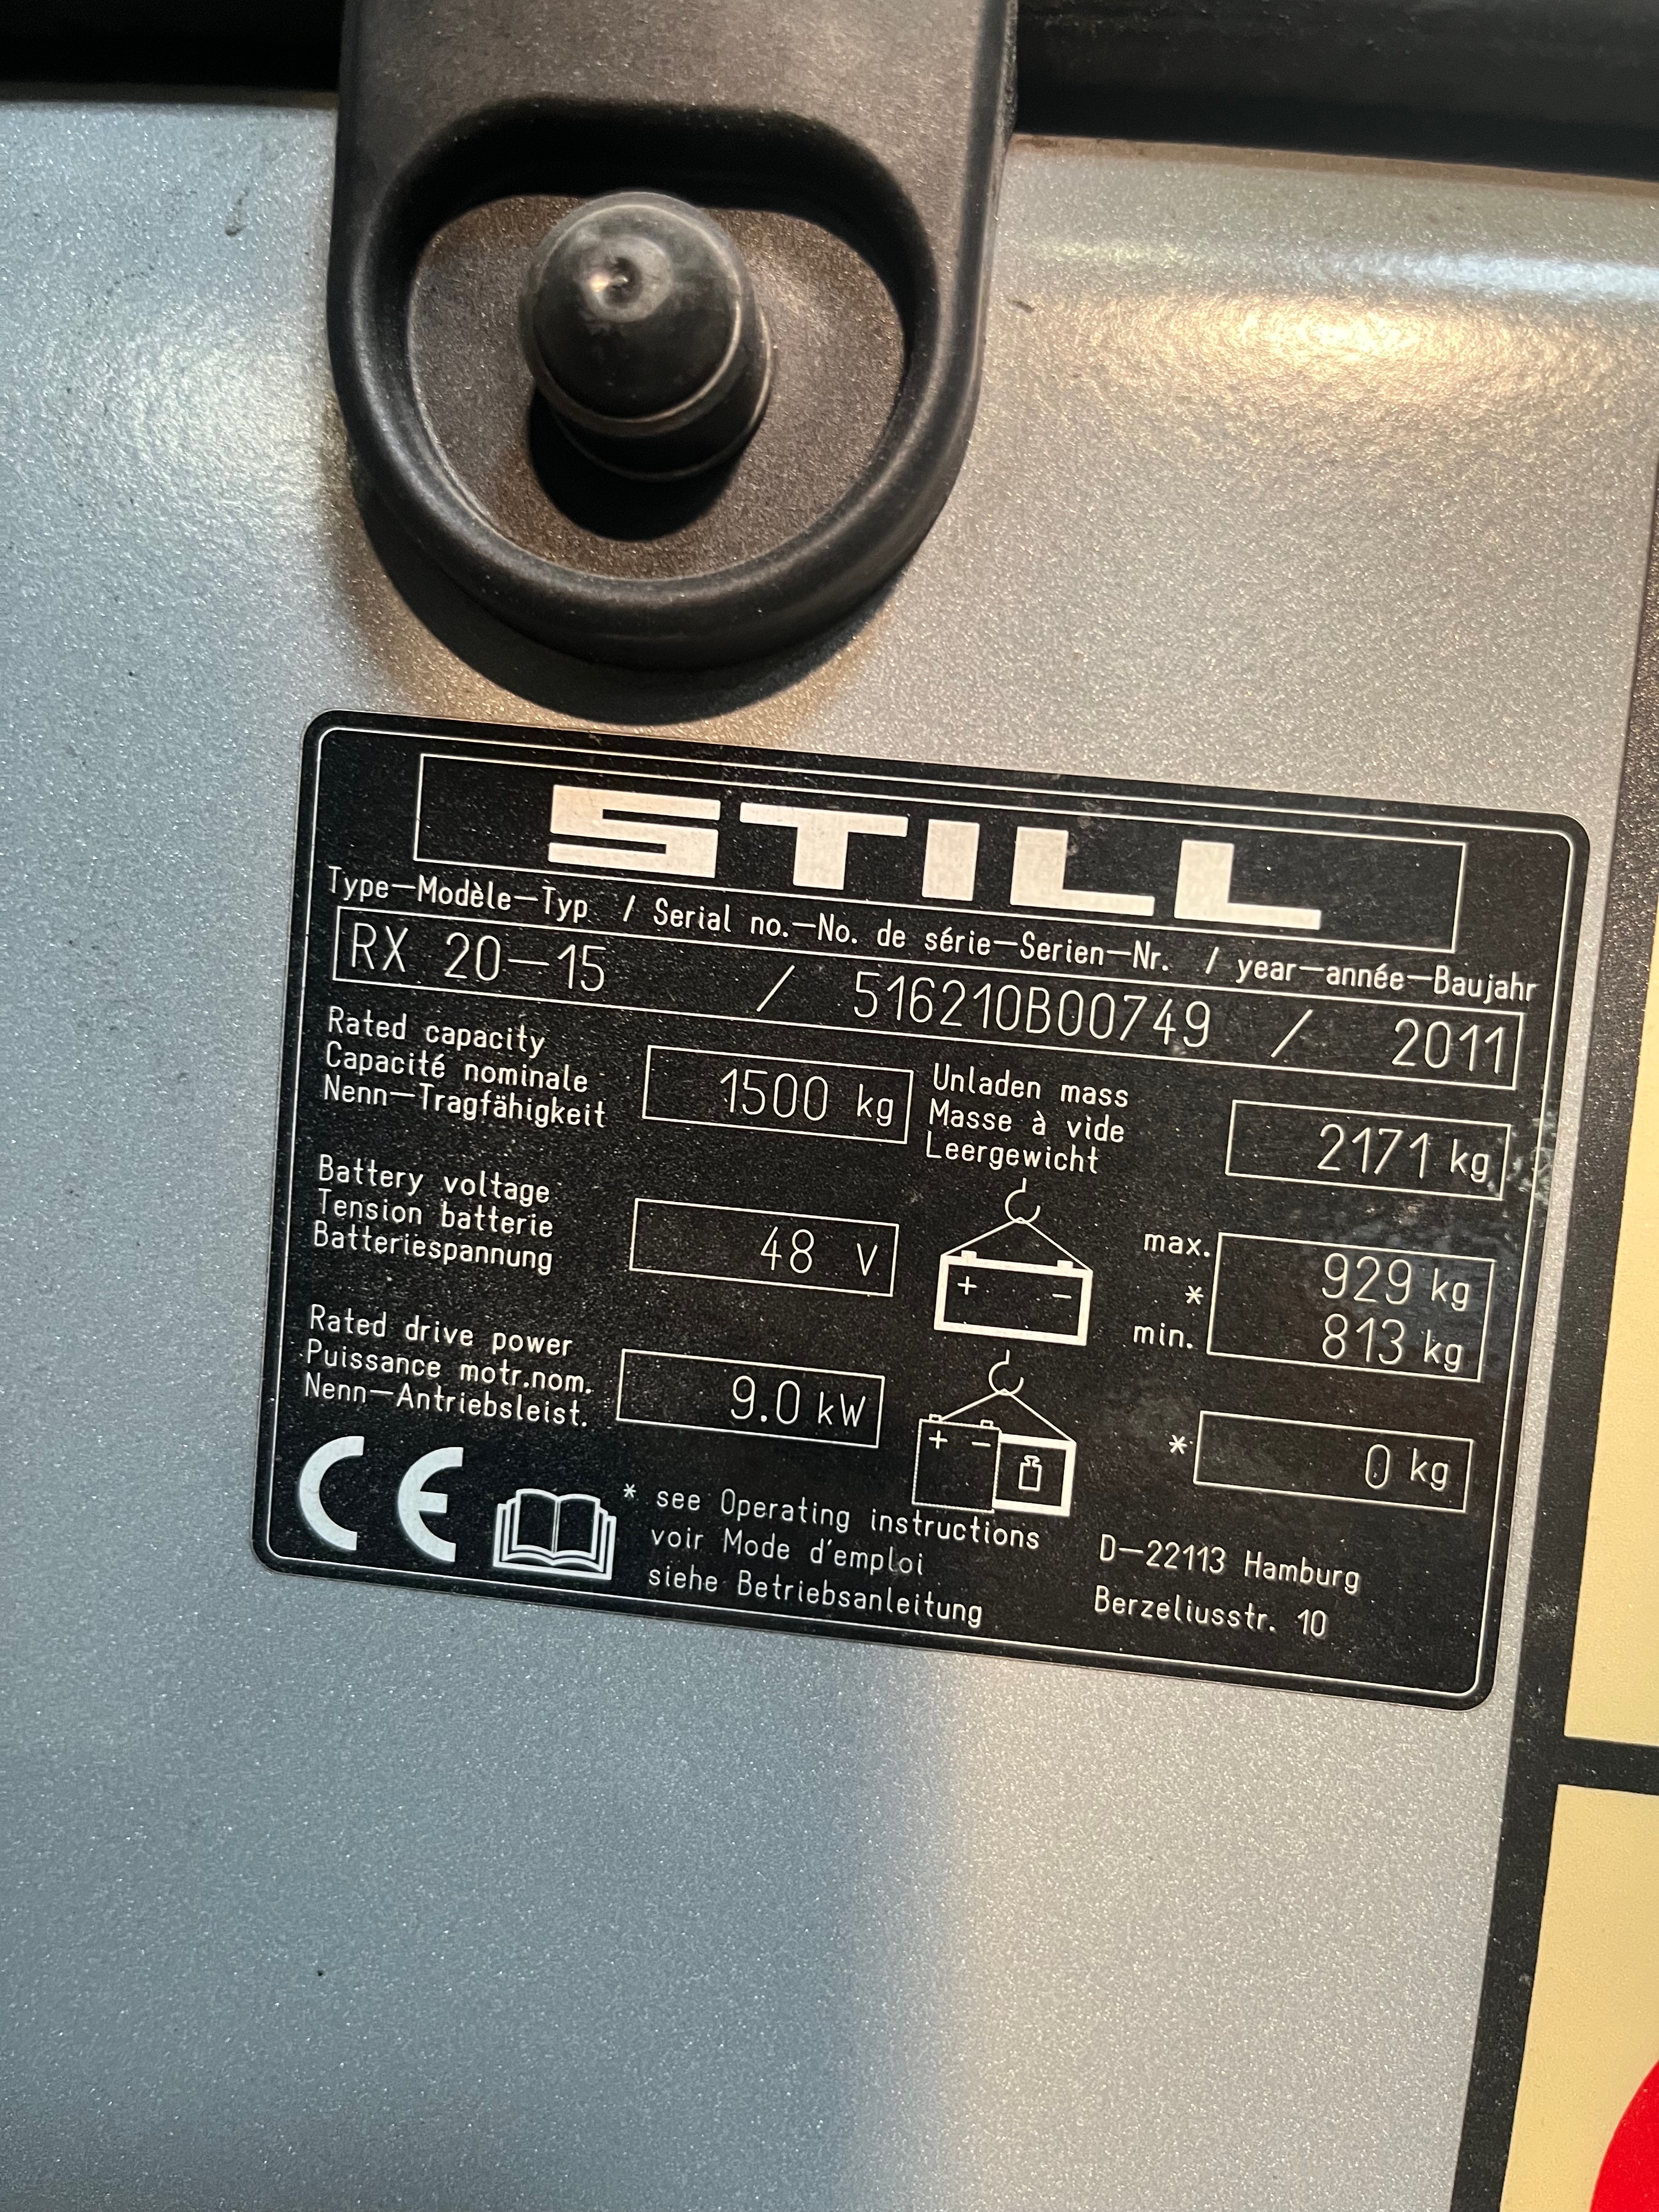 STILL
Type–Modèle–Typ / Serial no.–No. de série–Serien–Nr. / year–année–Baujahr
RX 20–15 / 516210B00749 / 2011
Rated capacity
Capacité nominale
Nenn–Tragfähigkeit
1500 kg
Unladen mass
Masse à vide
Leergewicht
2171 kg
Battery voltage
Tension batterie
Batteriespannung
48 V
+ −
max. 929 kg
*
min. 813 kg
Rated drive power
Puissance motr.nom.
Nenn–Antriebsleist.
9.0 kW
+ −
* 0 kg
CE
* see Operating instructions
voir Mode d'emploi
siehe Betriebsanleitung
D–22113 Hamburg
Berzeliusstr. 10